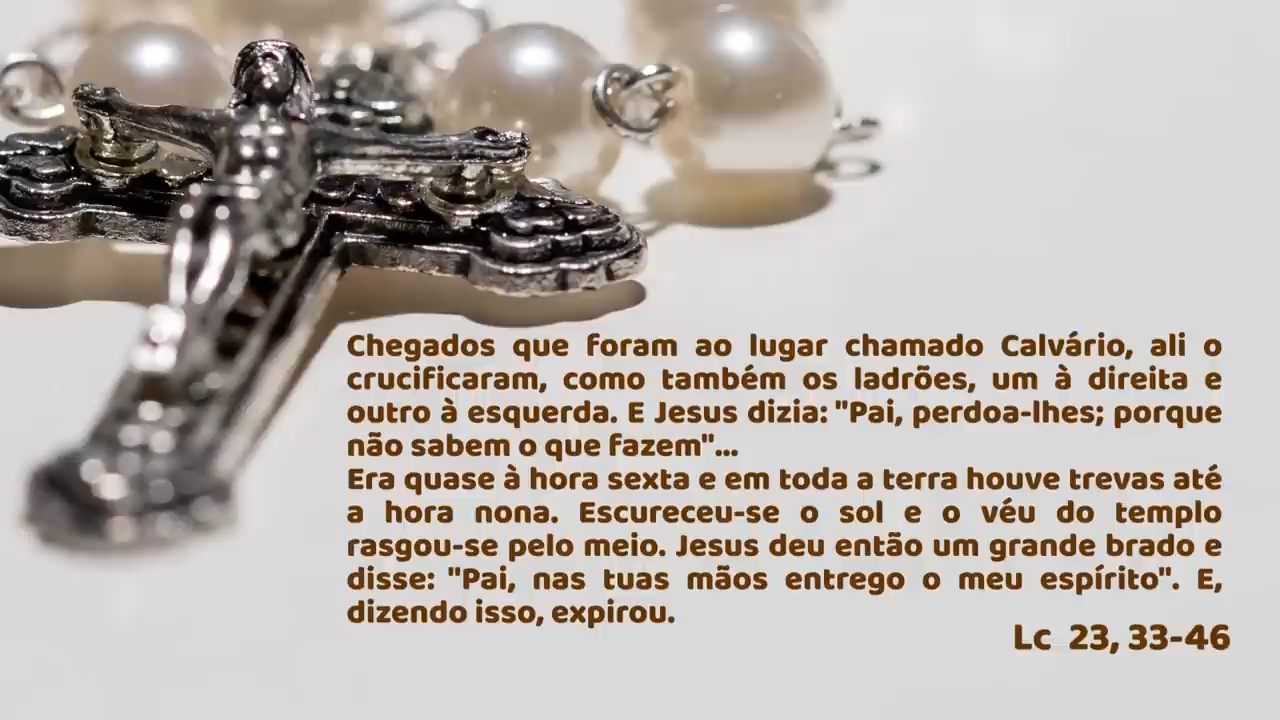 Chegados que foram ao lugar chamado Calvário, ali o
crucificaram, como também os ladrões, um à direita e
outro à esquerda. E Jesus dizia: "Pai, perdoa-lhes; porque
não sabem o que fazem"...
Era quase à hora sexta e em toda a terra houve trevas até
a hora nona. Escureceu-se o sol e o véu do templo
rasgou-se pelo meio. Jesus deu então um grande brado e
disse: "Pai, nas tuas mãos entrego o meu espírito". E,
dizendo isso, expirou.
Lc 23, 33-46